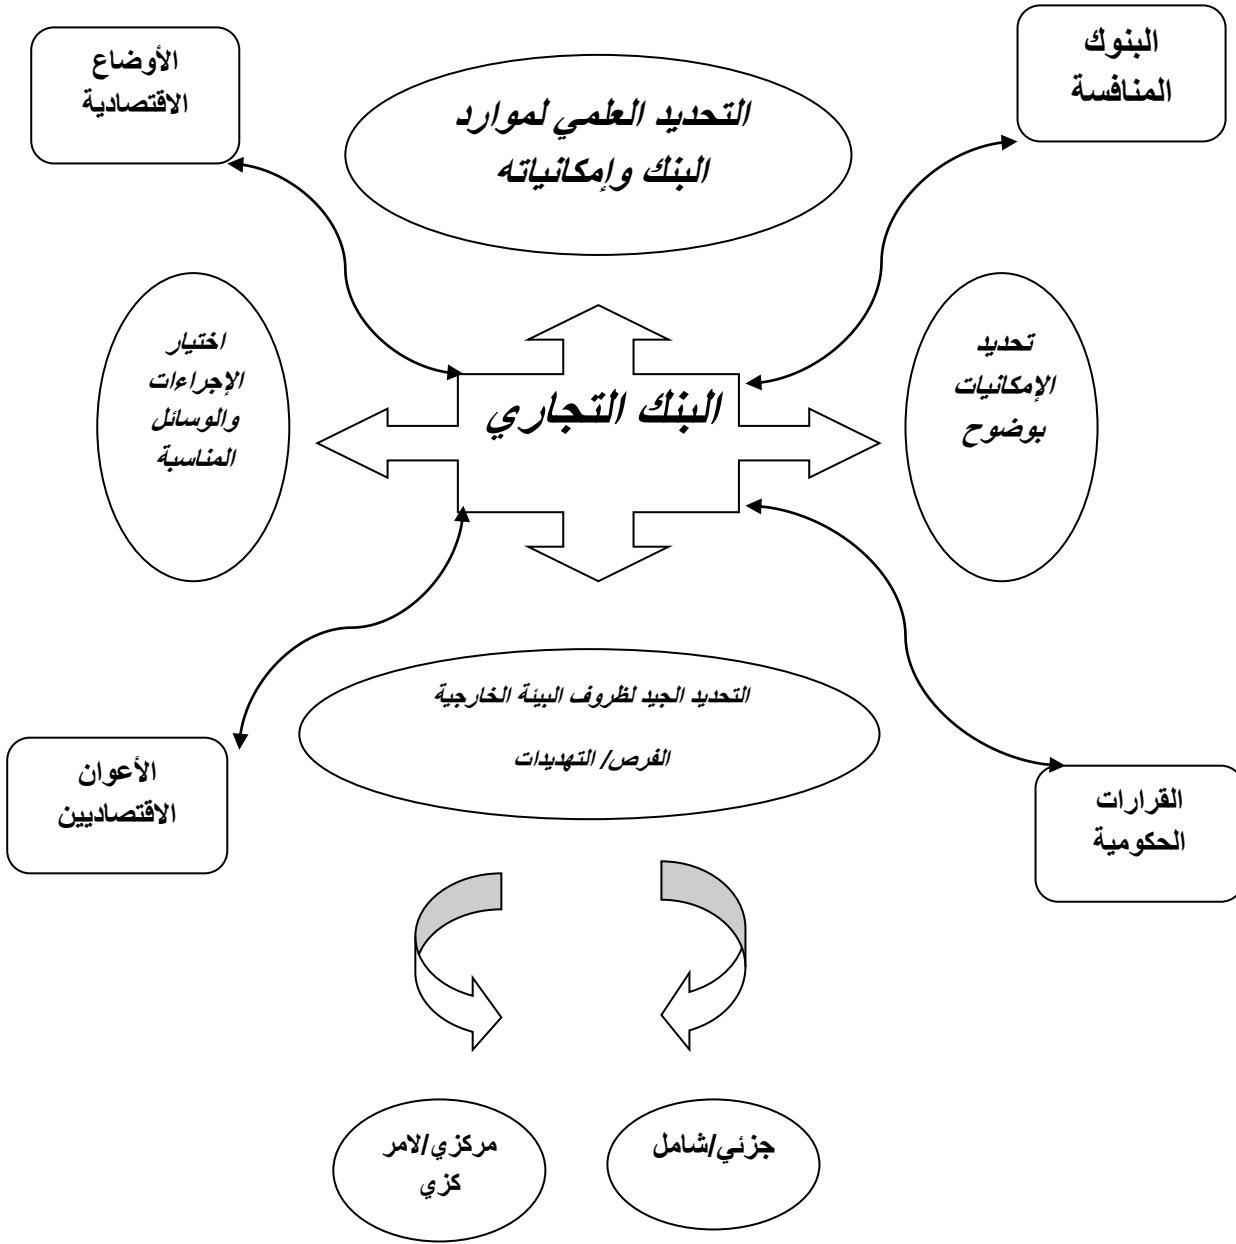 البنوك
المنافسة
الأوضاع
الاقتصادية
التحديد العلمي لموارد
البنك وإمكانياته
تحديد
الإمكانيات
بوضوح
اختيار
الإجراءات
والوسائل
المناسبة
البنك التجاري
التحديد الجيد لظروف البيئة الخارجية
الفرص/ التهديدات
القرارات
الحكومية
الأعوان
الاقتصاديين
جزئي/شامل
مركزي/لامر
كزي